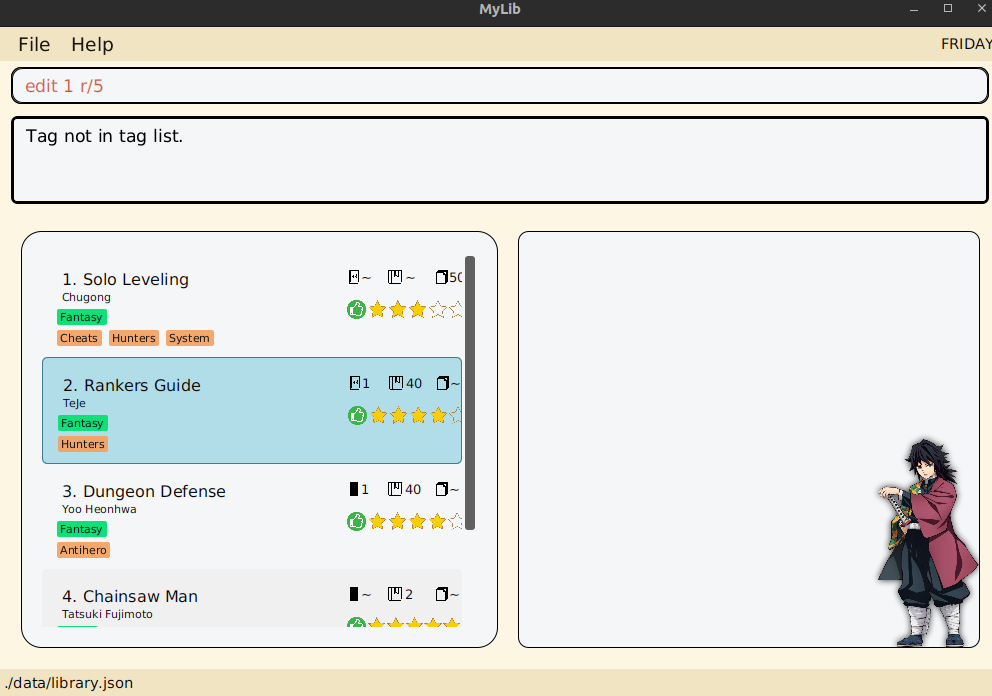 MyLib
File Help FRIDAY
edit 1 r/5
Tag not in tag list.
1. Solo Leveling ~ ~ 50
Chugong
Fantasy
Cheats Hunters System
2. Rankers Guide 1 40 ~
TeJe
Fantasy
Hunters
3. Dungeon Defense 1 40 ~
Yoo Heonhwa
Fantasy
Antihero
4. Chainsaw Man ~ 2 ~
Tatsuki Fujimoto
./data/library.json